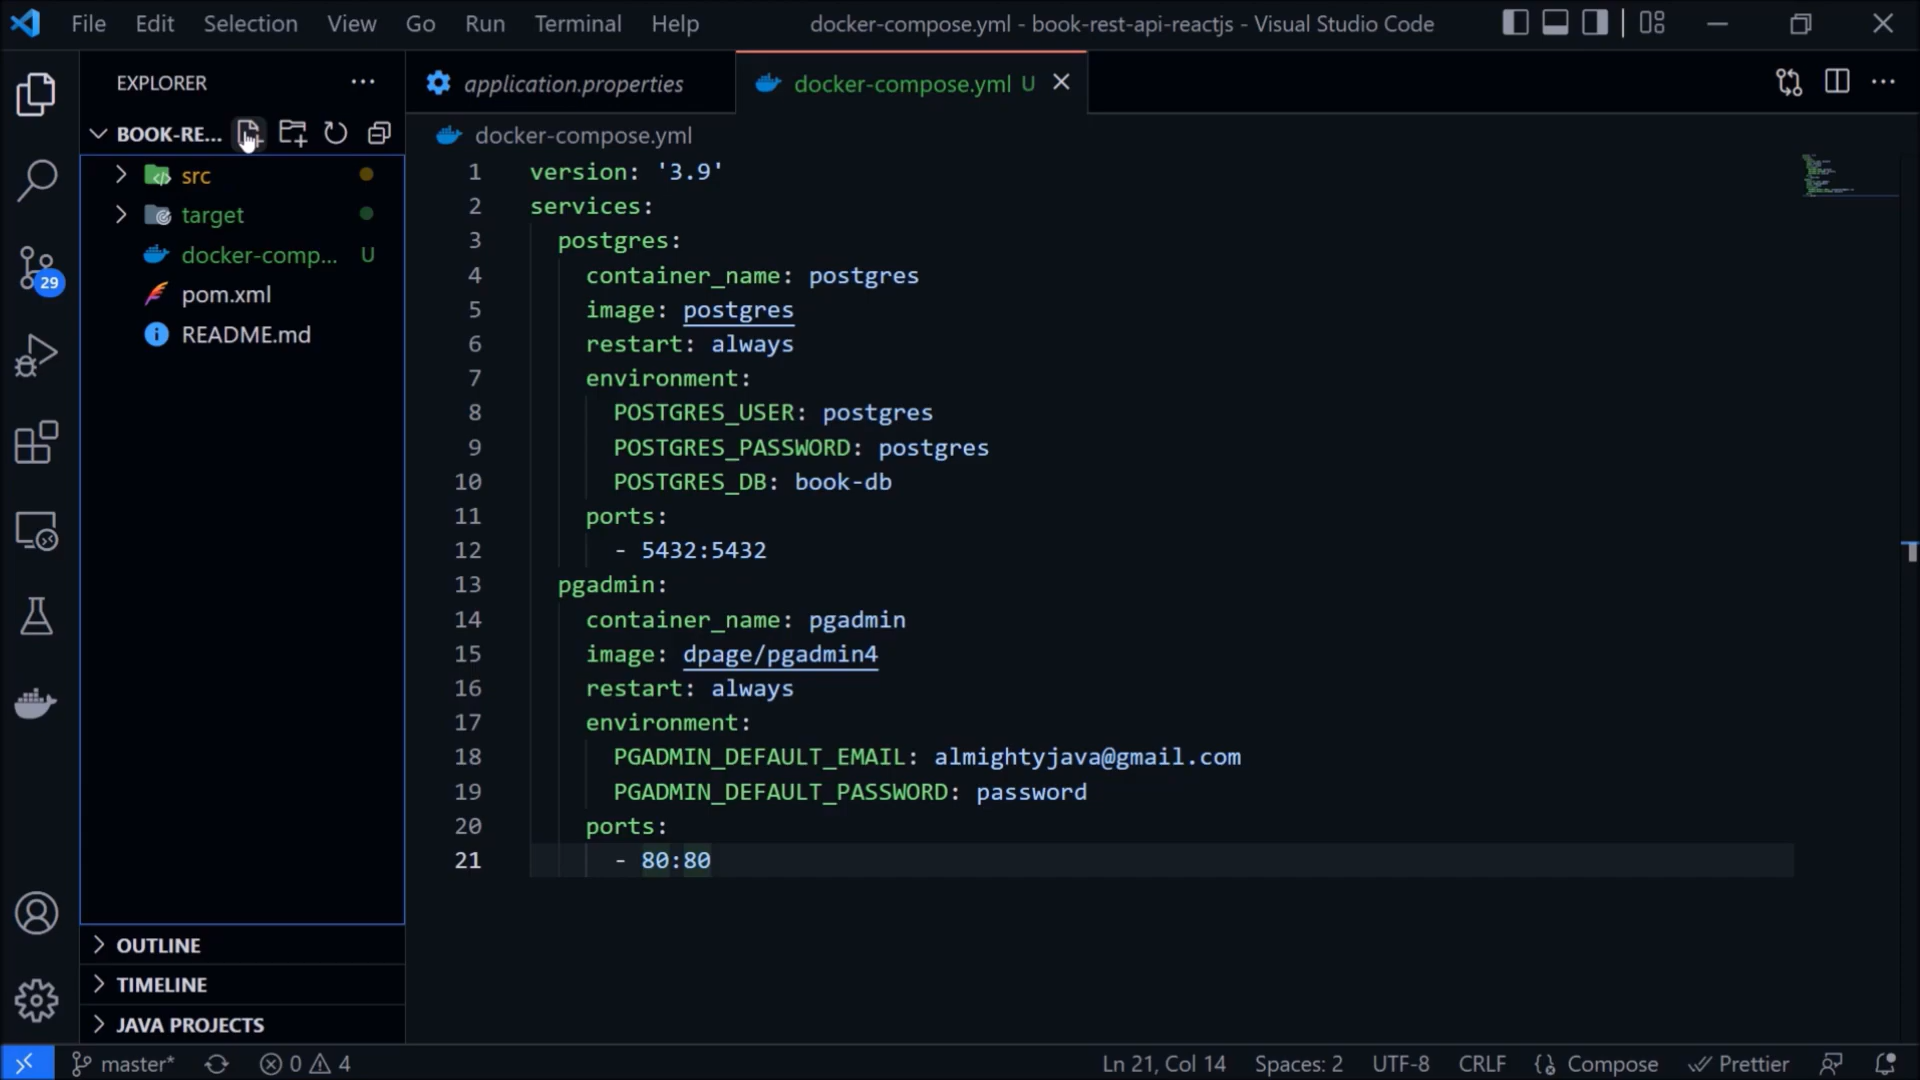 File Edit Selection View Go Run Terminal Help docker-compose.yml - book-rest-api-reactjs - Visual Studio Code
EXPLORER
BOOK-RE...
src
target
docker-comp... U
pom.xml
README.md
OUTLINE
TIMELINE
JAVA PROJECTS
29
application.properties docker-compose.yml U
docker-compose.yml
1 version: '3.9'
2 services:
3 postgres:
4 container_name: postgres
5 image: postgres
6 restart: always
7 environment:
8 POSTGRES_USER: postgres
9 POSTGRES_PASSWORD: postgres
10 POSTGRES_DB: book-db
11 ports:
12 - 5432:5432
13 pgadmin:
14 container_name: pgadmin
15 image: dpage/pgadmin4
16 restart: always
17 environment:
18 PGADMIN_DEFAULT_EMAIL: almightyjava@gmail.com
19 PGADMIN_DEFAULT_PASSWORD: password
20 ports:
21 - 80:80
master* 0 4 Ln 21, Col 14 Spaces: 2 UTF-8 CRLF {} Compose Prettier